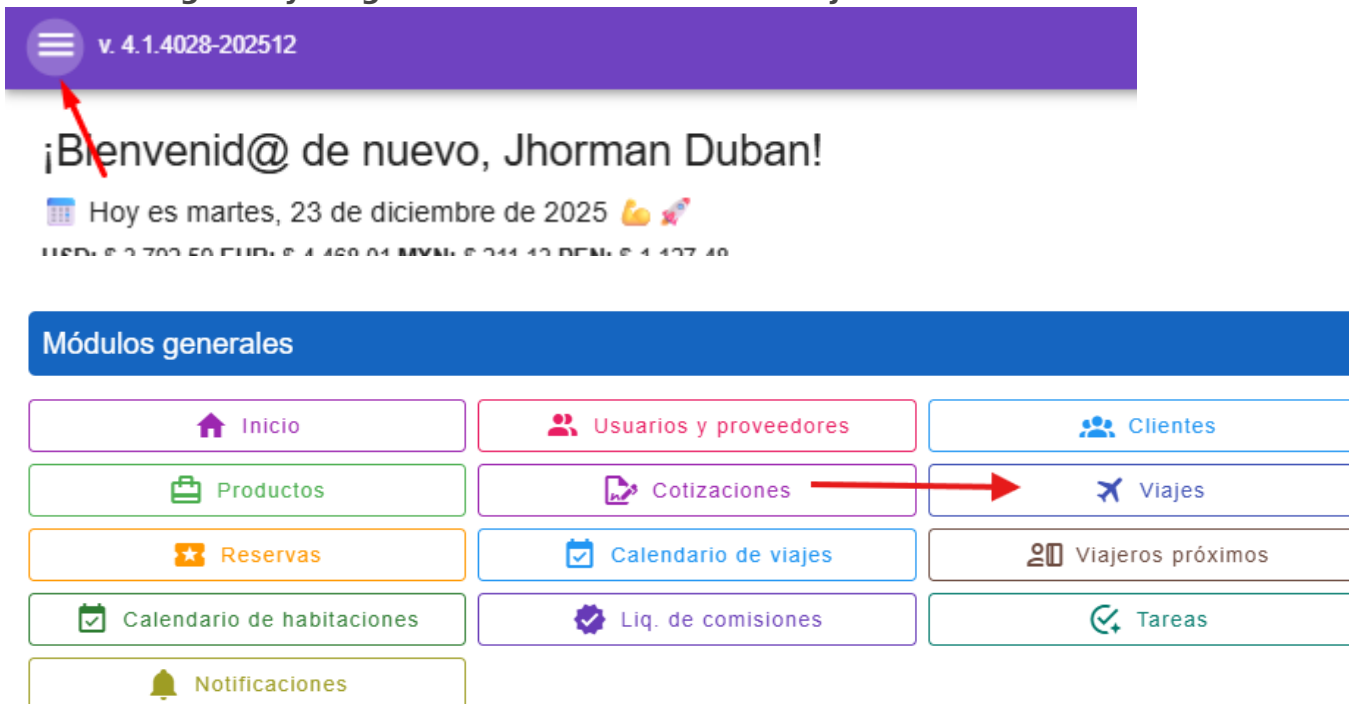 v. 4.1.4028-202512
¡Bienvenid@ de nuevo, Jhorman Duban!
Hoy es martes, 23 de diciembre de 2025
Módulos generales
Inicio
Usuarios y proveedores
Clientes
Productos
Cotizaciones
Viajes
Reservas
Calendario de viajes
Viajeros próximos
Calendario de habitaciones
Liq. de comisiones
Tareas
Notificaciones